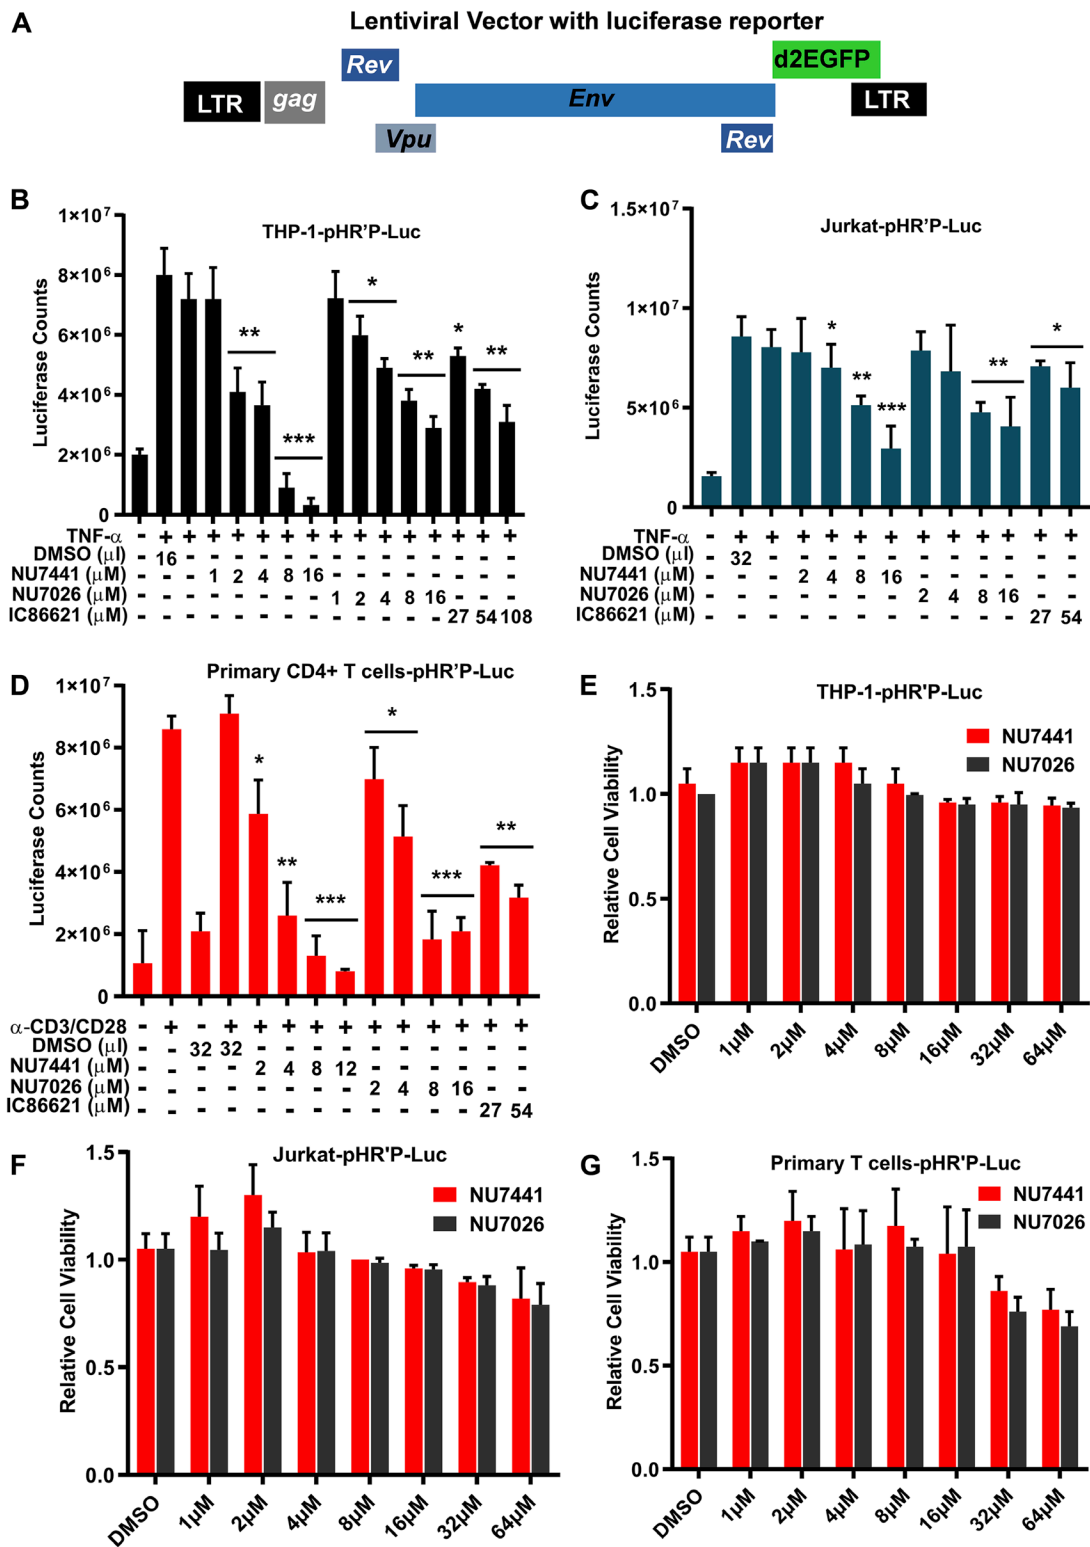 A
Lentiviral Vector with luciferase reporter
d2EGFP
Rev
LTR
gag
Env
LTR
Vpu
Rev
B
THP-1-pHR’P-Luc
Luciferase Counts
1×10⁷
8×10⁶
6×10⁶
4×10⁶
2×10⁶
0
** *** * ** * **
TNF-α - + + + + + + + + + + + + + + +
DMSO (μl) - 16 - - - - - - - - - - - - - -
NU7441 (μM) - - - 1 2 4 8 16 - - - - - - - -
NU7026 (μM) - - - - - - - - 1 2 4 8 16 - - -
IC86621 (μM) - - - - - - - - - - - - - 27 54 108
C
Jurkat-pHR’P-Luc
Luciferase Counts
1.5×10⁷
1×10⁷
5×10⁶
0
* ** *** ** *
TNF-α - + + + + + + + + + + + +
DMSO (μl) - 32 - - - - - - - - - - -
NU7441 (μM) - - - 2 4 8 16 - - - - - -
NU7026 (μM) - - - - - - - 2 4 8 16 - -
IC86621 (μM) - - - - - - - - - - - 27 54
D
Primary CD4+ T cells-pHR’P-Luc
Luciferase Counts
1×10⁷
8×10⁶
6×10⁶
4×10⁶
2×10⁶
0
* ** *** * *** **
α-CD3/CD28 - + - + + + + + + + + + + +
DMSO (μl) - - 32 32 - - - - - - - - - -
NU7441 (μM) - - - - 2 4 8 12 - - - - - -
NU7026 (μM) - - - - - - - - 2 4 8 16 - -
IC86621 (μM) - - - - - - - - - - - - 27 54
E
THP-1-pHR'P-Luc
NU7441
NU7026
Relative Cell Viability
1.5
1.0
0.5
0.0
DMSO 1μM 2μM 4μM 8μM 16μM 32μM 64μM
F
Jurkat-pHR'P-Luc
NU7441
NU7026
Relative Cell Viability
1.5
1.0
0.5
0.0
DMSO 1μM 2μM 4μM 8μM 16μM 32μM 64μM
G
Primary T cells-pHR'P-Luc
NU7441
NU7026
Relative Cell Viability
1.5
1.0
0.5
0.0
DMSO 1μM 2μM 4μM 8μM 16μM 32μM 64μM